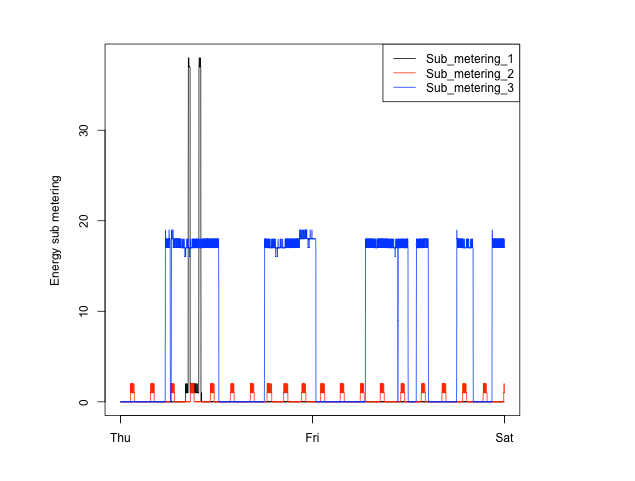 Sub_metering_1
Sub_metering_2
Sub_metering_3
Energy sub metering
30
20
10
0
Thu Fri Sat